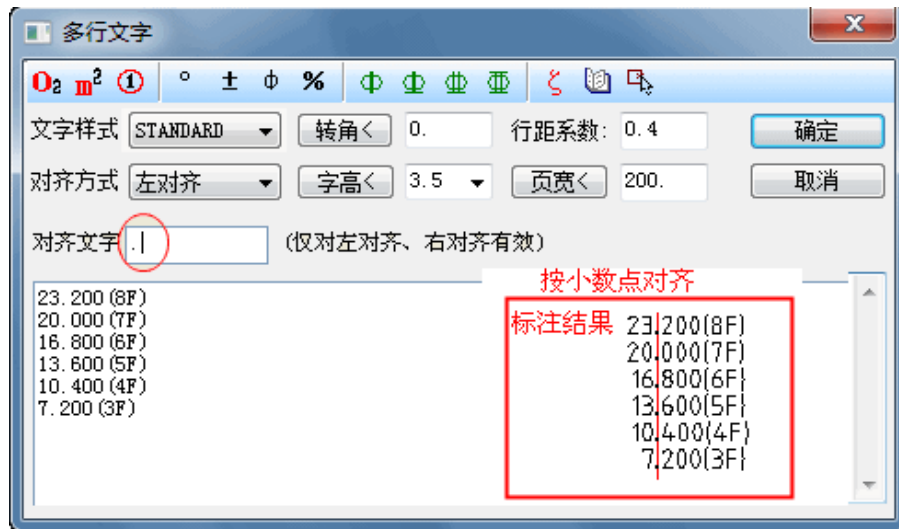 多行文字
O₂ m² ① ° ± ф % ζ
文字样式 STANDARD 转角< 0. 行距系数: 0.4 确定
对齐方式 左对齐 字高< 3.5 页宽< 200. 取消
对齐文字 . (仅对左对齐、右对齐有效)
按小数点对齐
23.200(8F)
20.000(7F)
16.800(6F)
13.600(5F)
10.400(4F)
7.200(3F)
标注结果 23.200(8F)
20.000(7F)
16.800(6F)
13.600(5F)
10.400(4F)
7.200(3F)